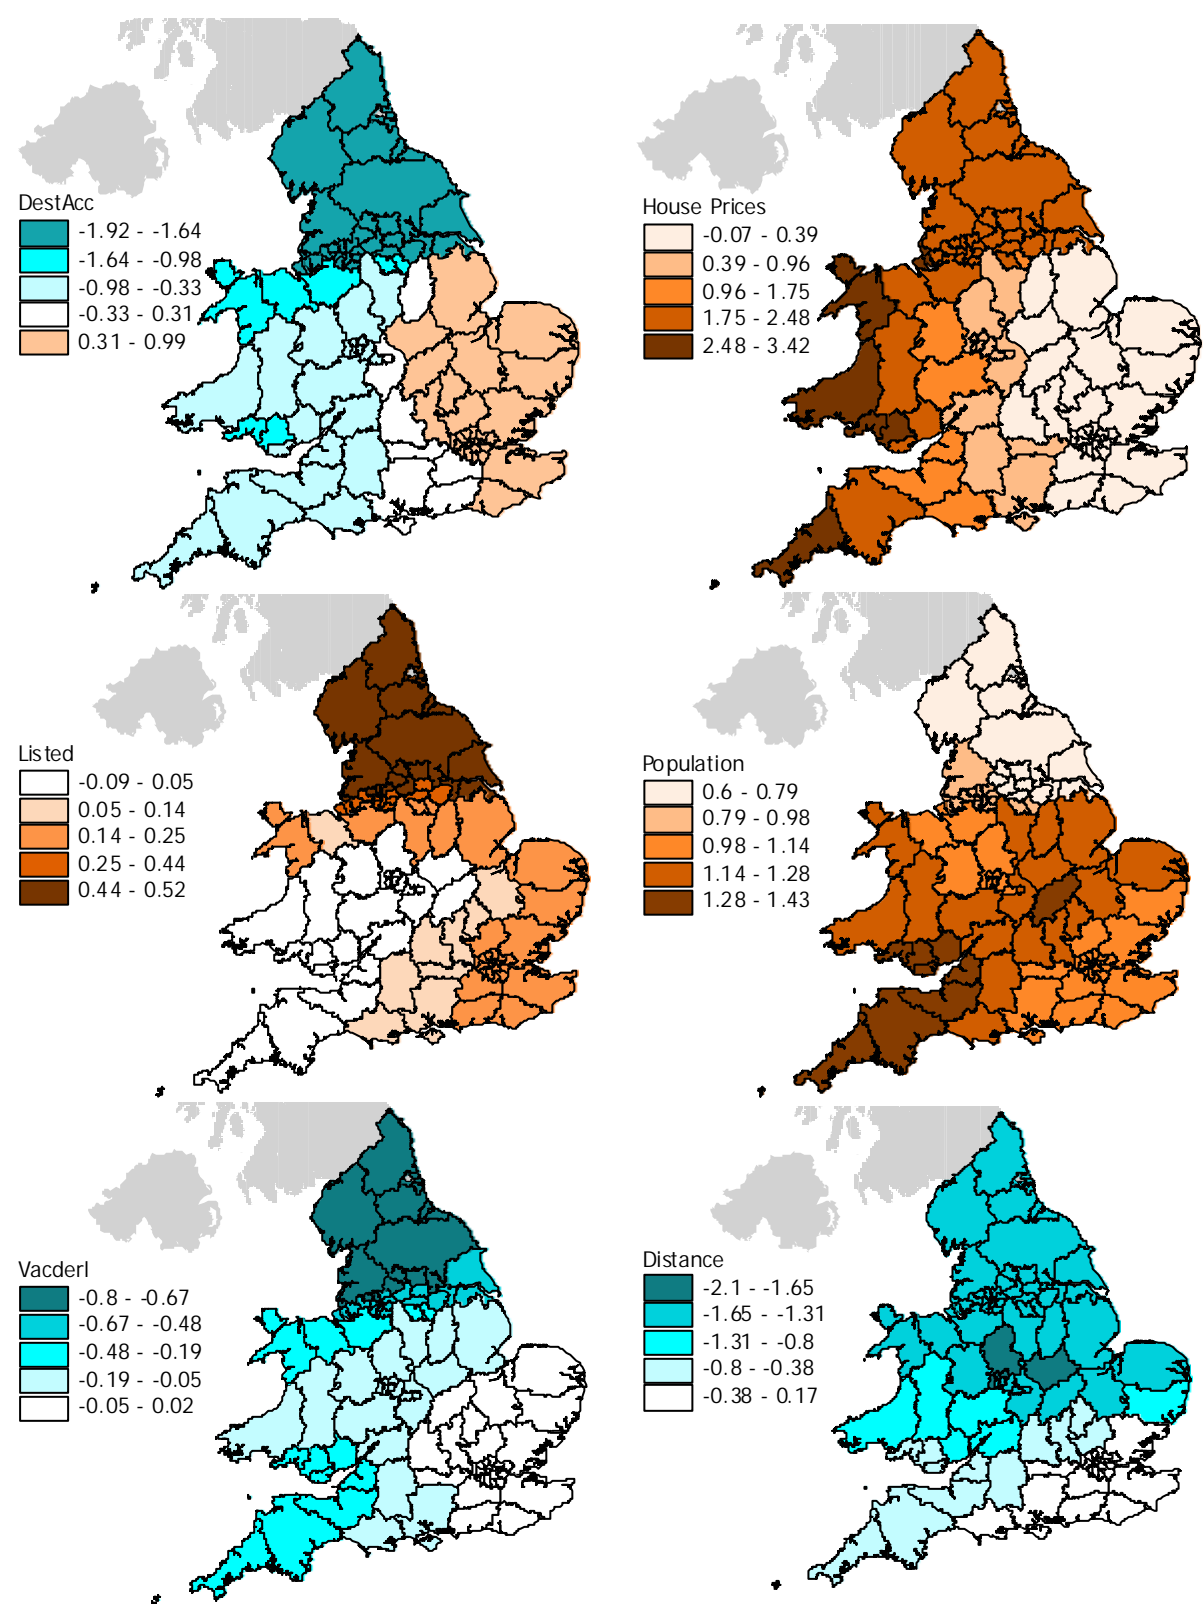 DestAcc
-1.92 - -1.64
-1.64 - -0.98
-0.98 - -0.33
-0.33 - 0.31
0.31 - 0.99
House Prices
-0.07 - 0.39
0.39 - 0.96
0.96 - 1.75
1.75 - 2.48
2.48 - 3.42
Listed
-0.09 - 0.05
0.05 - 0.14
0.14 - 0.25
0.25 - 0.44
0.44 - 0.52
Population
0.6 - 0.79
0.79 - 0.98
0.98 - 1.14
1.14 - 1.28
1.28 - 1.43
Vacderl
-0.8 - -0.67
-0.67 - -0.48
-0.48 - -0.19
-0.19 - -0.05
-0.05 - 0.02
Distance
-2.1 - -1.65
-1.65 - -1.31
-1.31 - -0.8
-0.8 - -0.38
-0.38 - 0.17